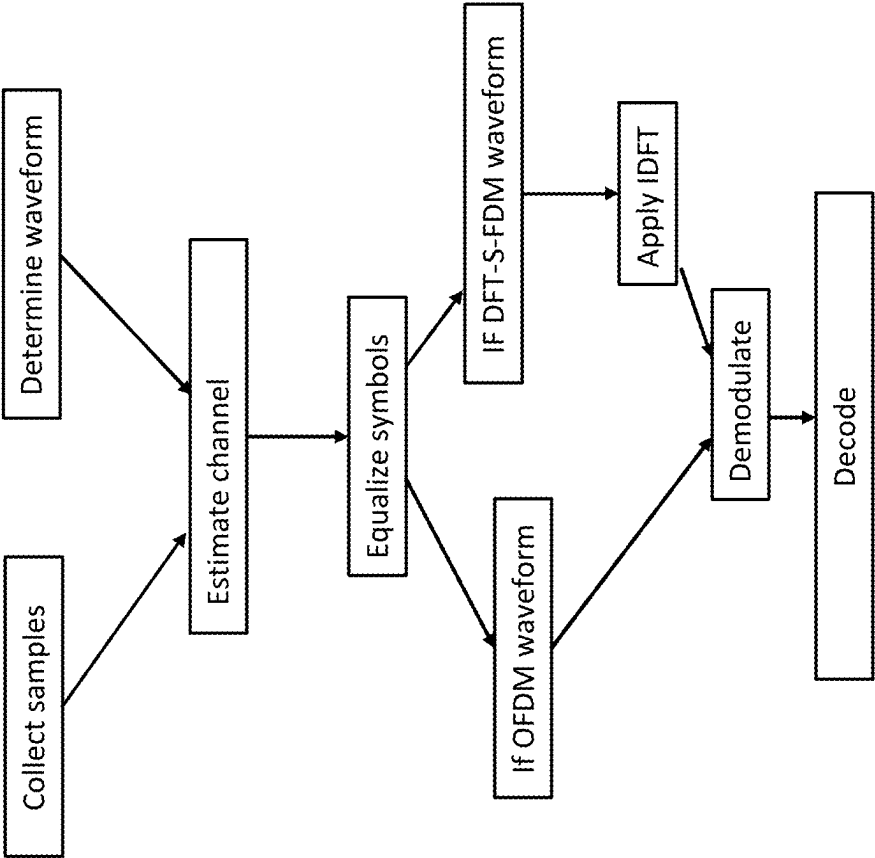 Collect samples
Determine waveform
Estimate channel
Equalize symbols
If OFDM waveform
IF DFT-S-FDM waveform
Apply IDFT
Demodulate
Decode